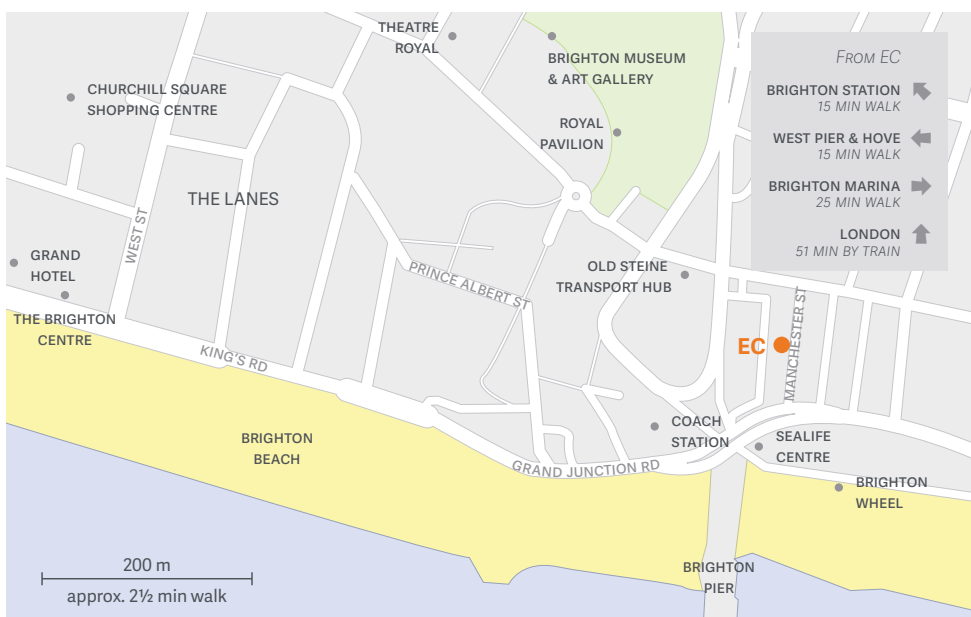 THEATRE
ROYAL
BRIGHTON MUSEUM
& ART GALLERY
FROM EC
BRIGHTON STATION
15 MIN WALK
WEST PIER & HOVE
15 MIN WALK
BRIGHTON MARINA
25 MIN WALK
LONDON
51 MIN BY TRAIN
CHURCHILL SQUARE
SHOPPING CENTRE
ROYAL
PAVILION
THE LANES
WEST ST
GRAND
HOTEL
PRINCE ALBERT ST
OLD STEINE
TRANSPORT HUB
THE BRIGHTON
CENTRE
KING'S RD
EC
MANCHESTER ST
COACH
STATION
SEALIFE
CENTRE
BRIGHTON
BEACH
GRAND JUNCTION RD
BRIGHTON
WHEEL
BRIGHTON
PIER
200 m
approx. 2½ min walk